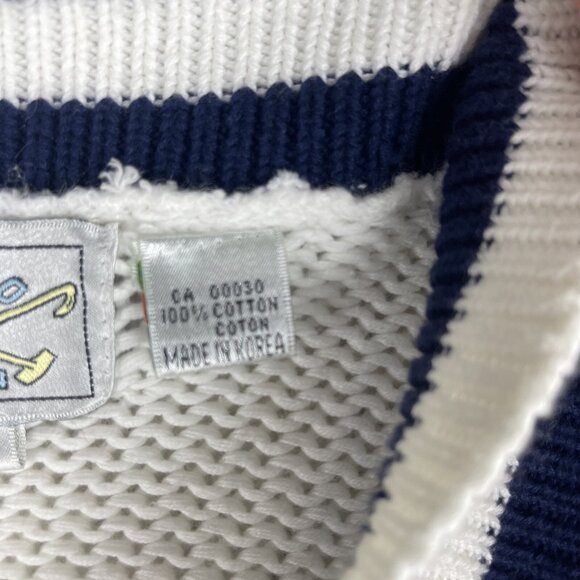 CA 00030
100% COTTON
COTON
MADE IN KOREA